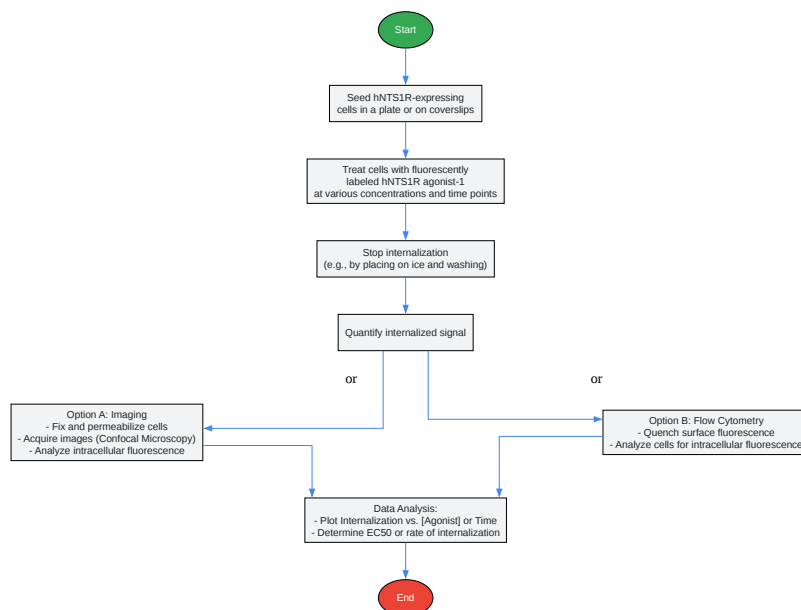 Start
Seed hNTS1R-expressing
cells in a plate or on coverslips
Treat cells with fluorescently
labeled hNTS1R agonist-1
at various concentrations and time points
Stop internalization
(e.g., by placing on ice and washing)
Quantify internalized signal
or
or
Option A: Imaging
- Fix and permeabilize cells
- Acquire images (Confocal Microscopy)
- Analyze intracellular fluorescence
Option B: Flow Cytometry
- Quench surface fluorescence
- Analyze cells for intracellular fluorescence
Data Analysis:
- Plot Internalization vs. [Agonist] or Time
- Determine EC50 or rate of internalization
End